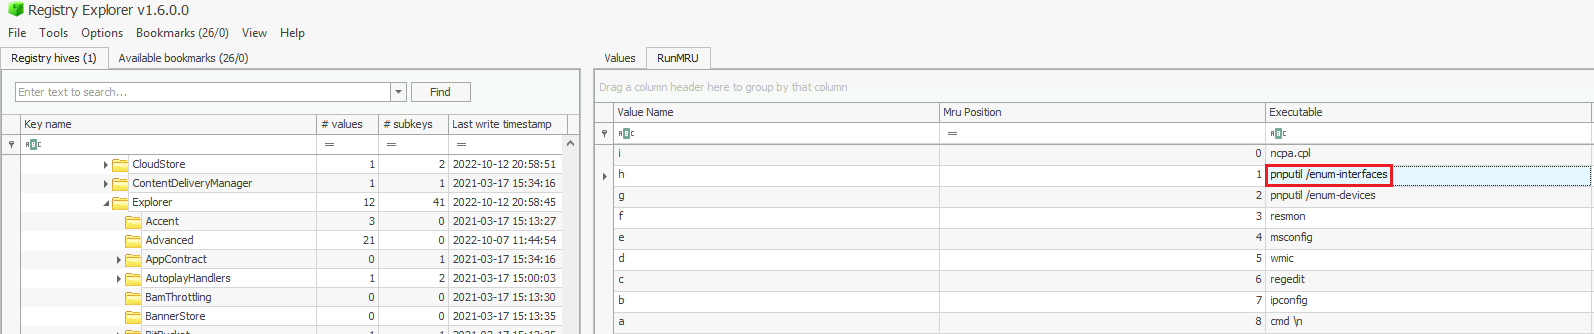 Registry Explorer v1.6.0.0
File Tools Options Bookmarks (26/0) View Help
Registry hives (1) Available bookmarks (26/0)
Enter text to search... Find
Key name # values # subkeys Last write timestamp
ABC = = =
CloudStore 1 2 2022-10-12 20:58:51
ContentDeliveryManager 1 1 2021-03-17 15:34:16
Explorer 12 41 2022-10-12 20:58:45
Accent 3 0 2021-03-17 15:13:27
Advanced 21 0 2022-10-07 11:44:54
AppContract 0 1 2021-03-17 15:34:16
AutoplayHandlers 1 2 2021-03-17 15:00:03
BamThrottling 0 0 2021-03-17 15:13:30
BannerStore 0 0 2021-03-17 15:13:35
BitBucket 1 1
Values RunMRU
Drag a column header here to group by that column
Value Name Mru Position Executable
ABC = ABC
i 0 ncpa.cpl
h 1 pnputil /enum-interfaces
g 2 pnputil /enum-devices
f 3 resmon
e 4 msconfig
d 5 wmic
c 6 regedit
b 7 ipconfig
a 8 cmd \n